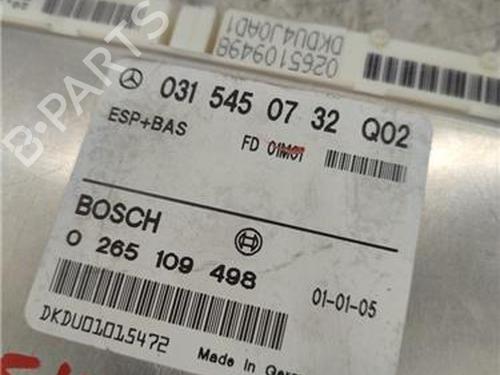 0265109498
DKDU4J0AD1
031 545 07 32 Q02
ESP+BAS
FD 01M01
BOSCH
0 265 109 498
01-01-05
DKDU01015472
Made in Germ
B-PARTS